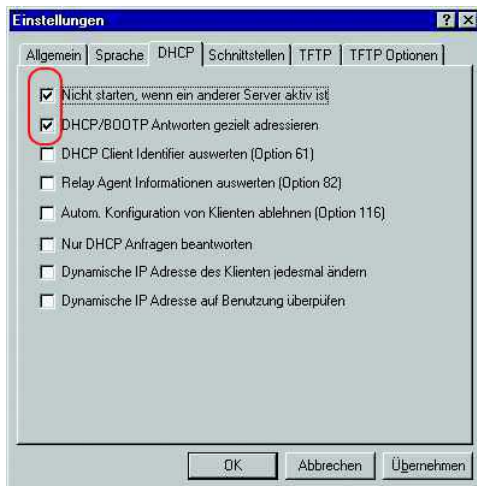 Einstellungen
Allgemein Sprache DHCP Schnittstellen TFTP TFTP Optionen
Nicht starten, wenn ein anderer Server aktiv ist
DHCP/BOOTP Antworten gezielt adressieren
DHCP Client Identifier auswerten (Option 61)
Relay Agent Informationen auswerten (Option 82)
Autom. Konfiguration von Klienten ablehnen (Option 116)
Nur DHCP Anfragen beantworten
Dynamische IP Adresse des Klienten jedesmal ändern
Dynamische IP Adresse auf Benutzung überpüfen
OK Abbrechen Übernehmen